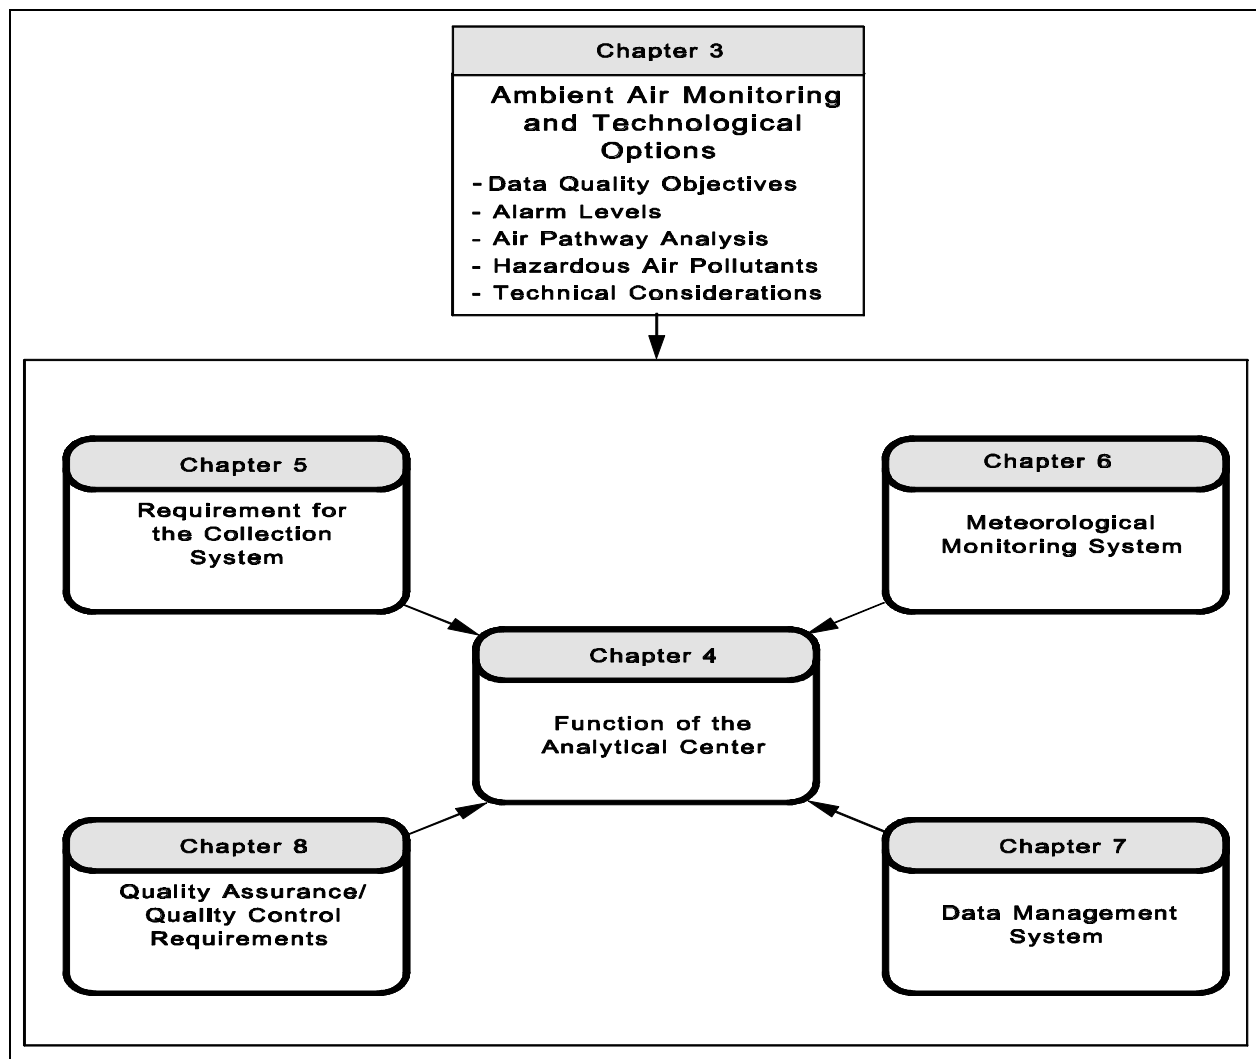 Chapter 3
Ambient Air Monitoring
and Technological
Options
- Data Quality Objectives
- Alarm Levels
- Air Pathway Analysis
- Hazardous Air Pollutants
- Technical Considerations
Chapter 5
Requirement for
the Collection
System
Chapter 6
Meteorological
Monitoring System
Chapter 4
Function of the
Analytical Center
Chapter 8
Quality Assurance/
Quality Control
Requirements
Chapter 7
Data Management
System